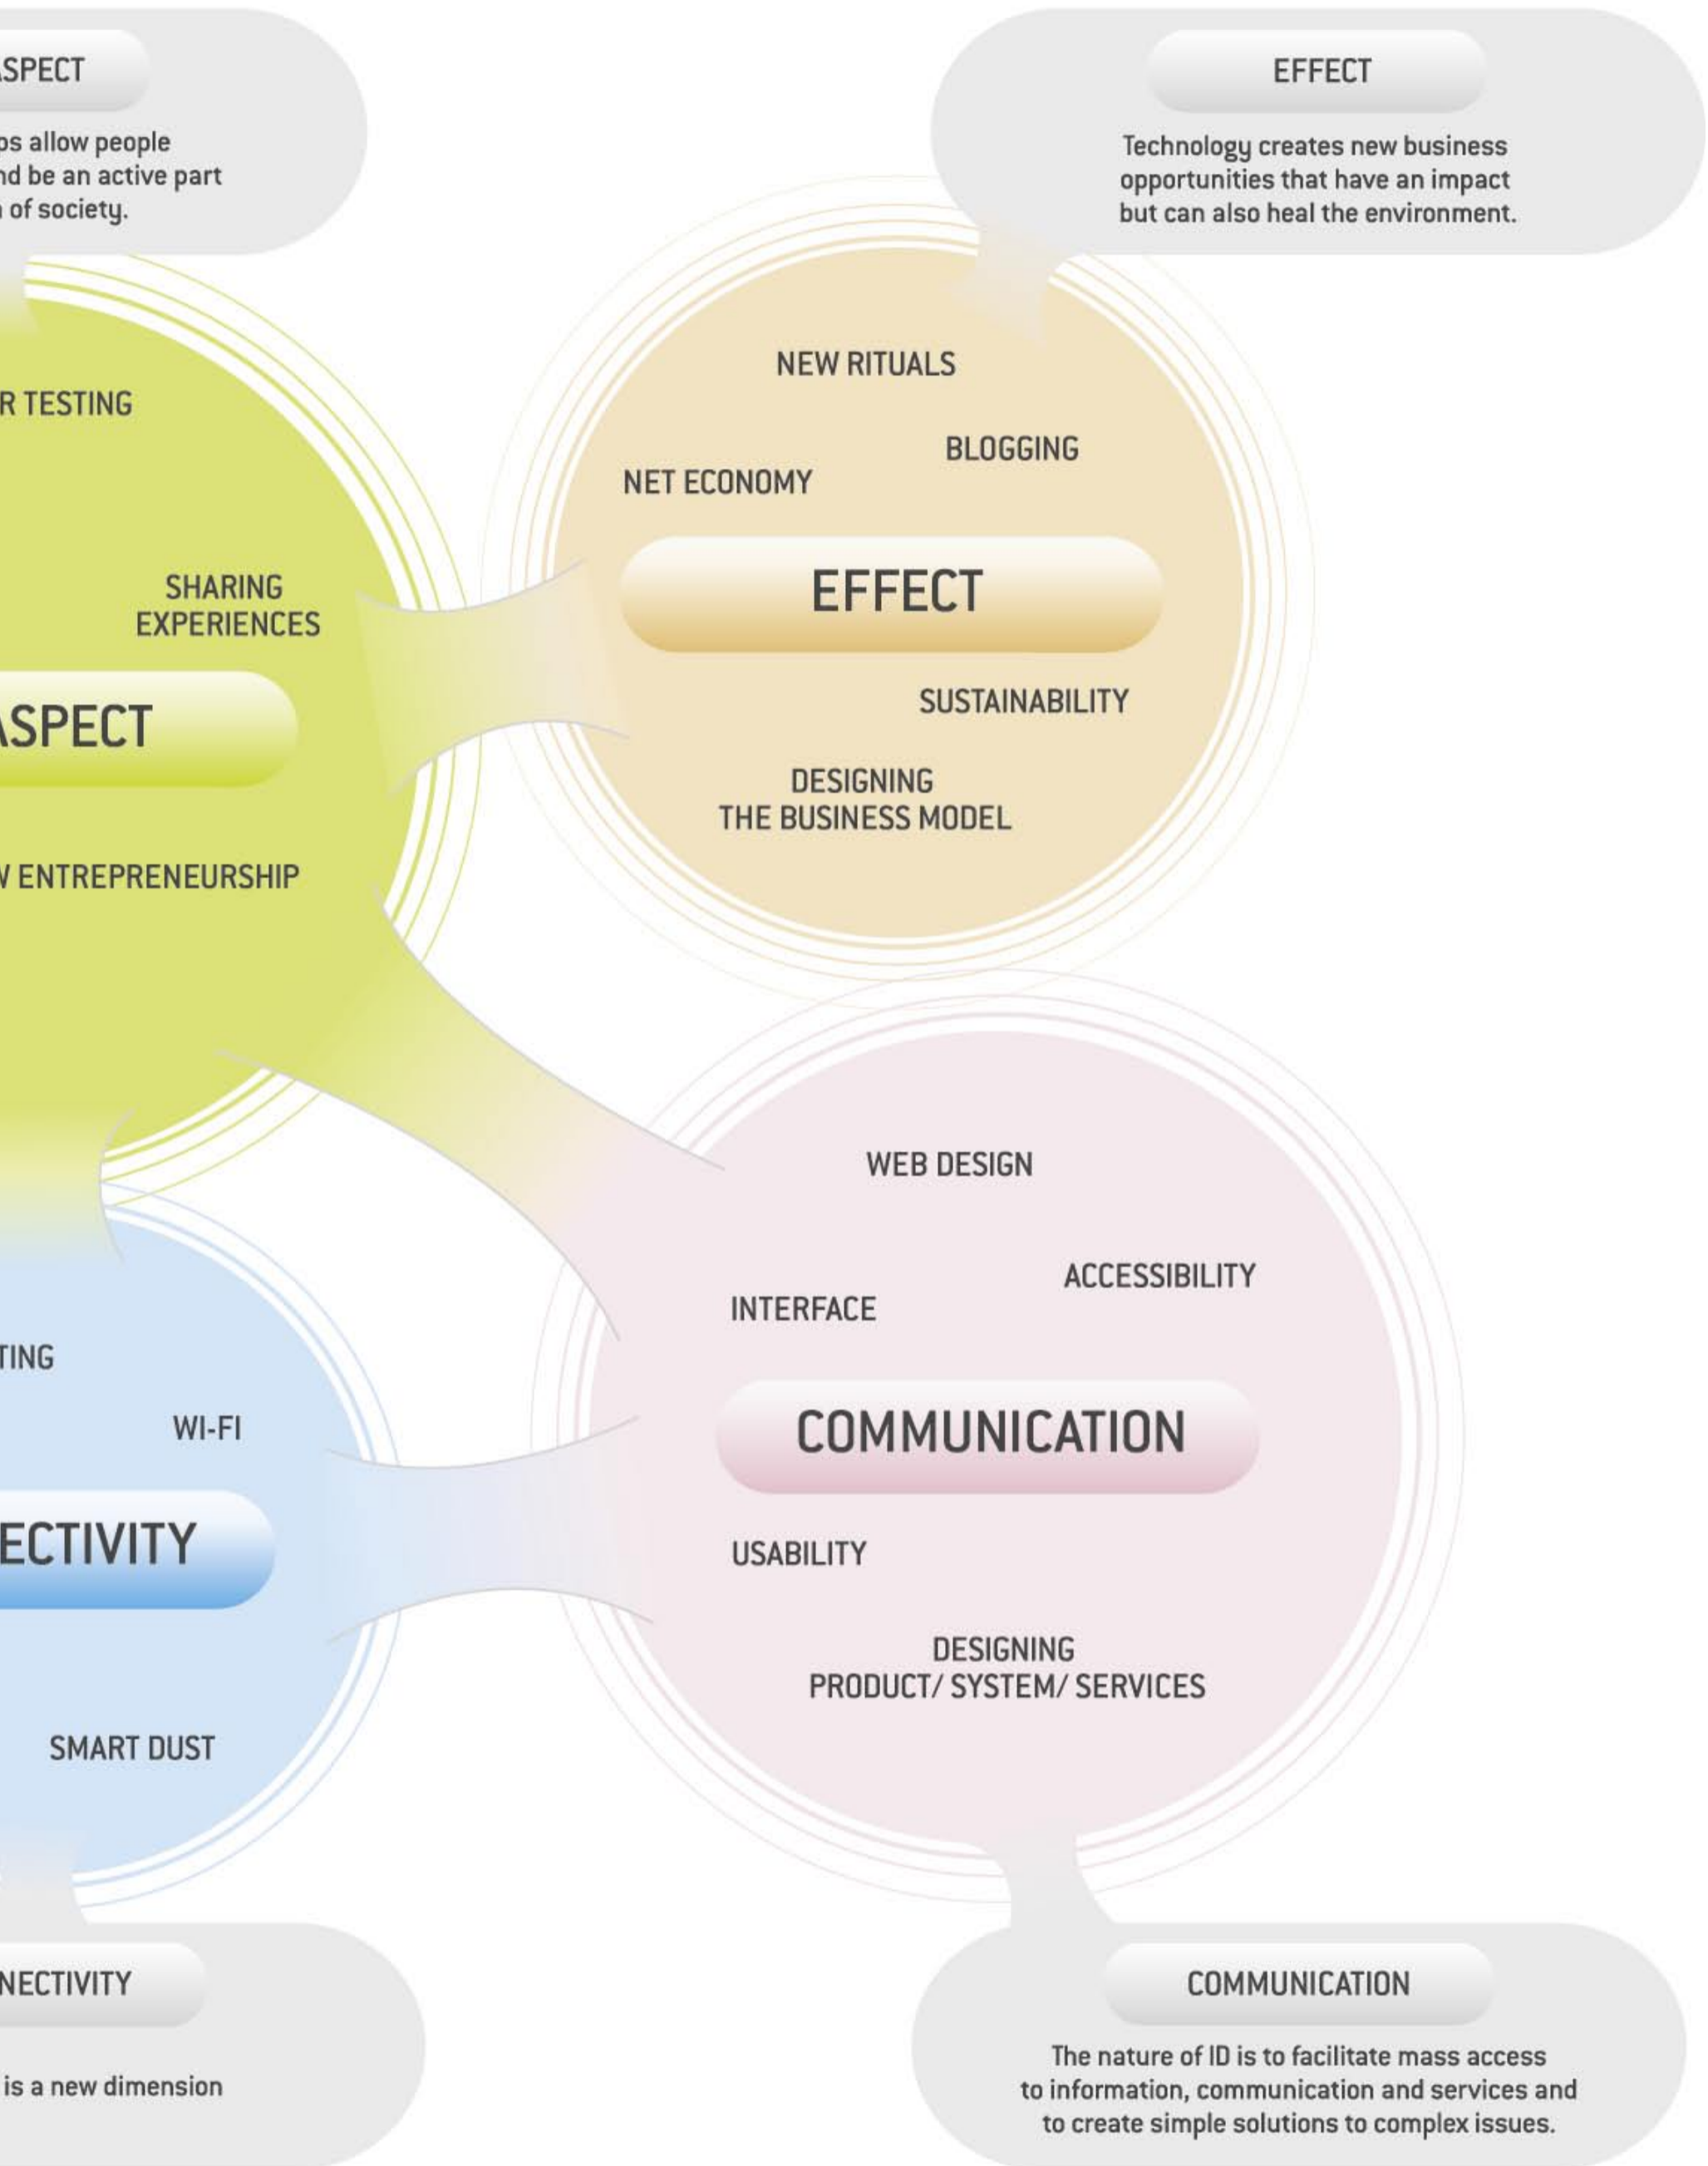 SPECT
ps allow people
nd be an active part
of society.
EFFECT
Technology creates new business
opportunities that have an impact
but can also heal the environment.
R TESTING
SHARING
EXPERIENCES
ASPECT
W ENTREPRENEURSHIP
NEW RITUALS
BLOGGING
NET ECONOMY
EFFECT
SUSTAINABILITY
DESIGNING
THE BUSINESS MODEL
TING
WI-FI
ECTIVITY
SMART DUST
WEB DESIGN
ACCESSIBILITY
INTERFACE
COMMUNICATION
USABILITY
DESIGNING
PRODUCT/ SYSTEM/ SERVICES
NECTIVITY
is a new dimension
COMMUNICATION
The nature of ID is to facilitate mass access
to information, communication and services and
to create simple solutions to complex issues.